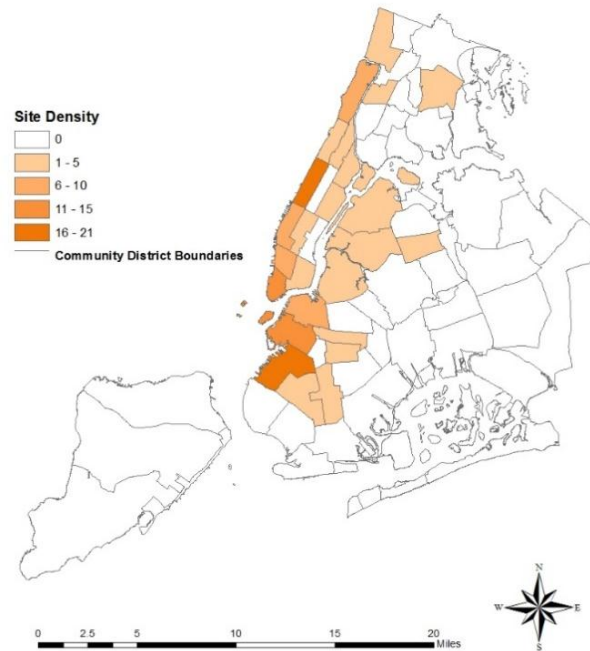 Site Density
0
1 - 5
6 - 10
11 - 15
16 - 21
Community District Boundaries
N
W E
S
0 2.5 5 10 15 20
Miles